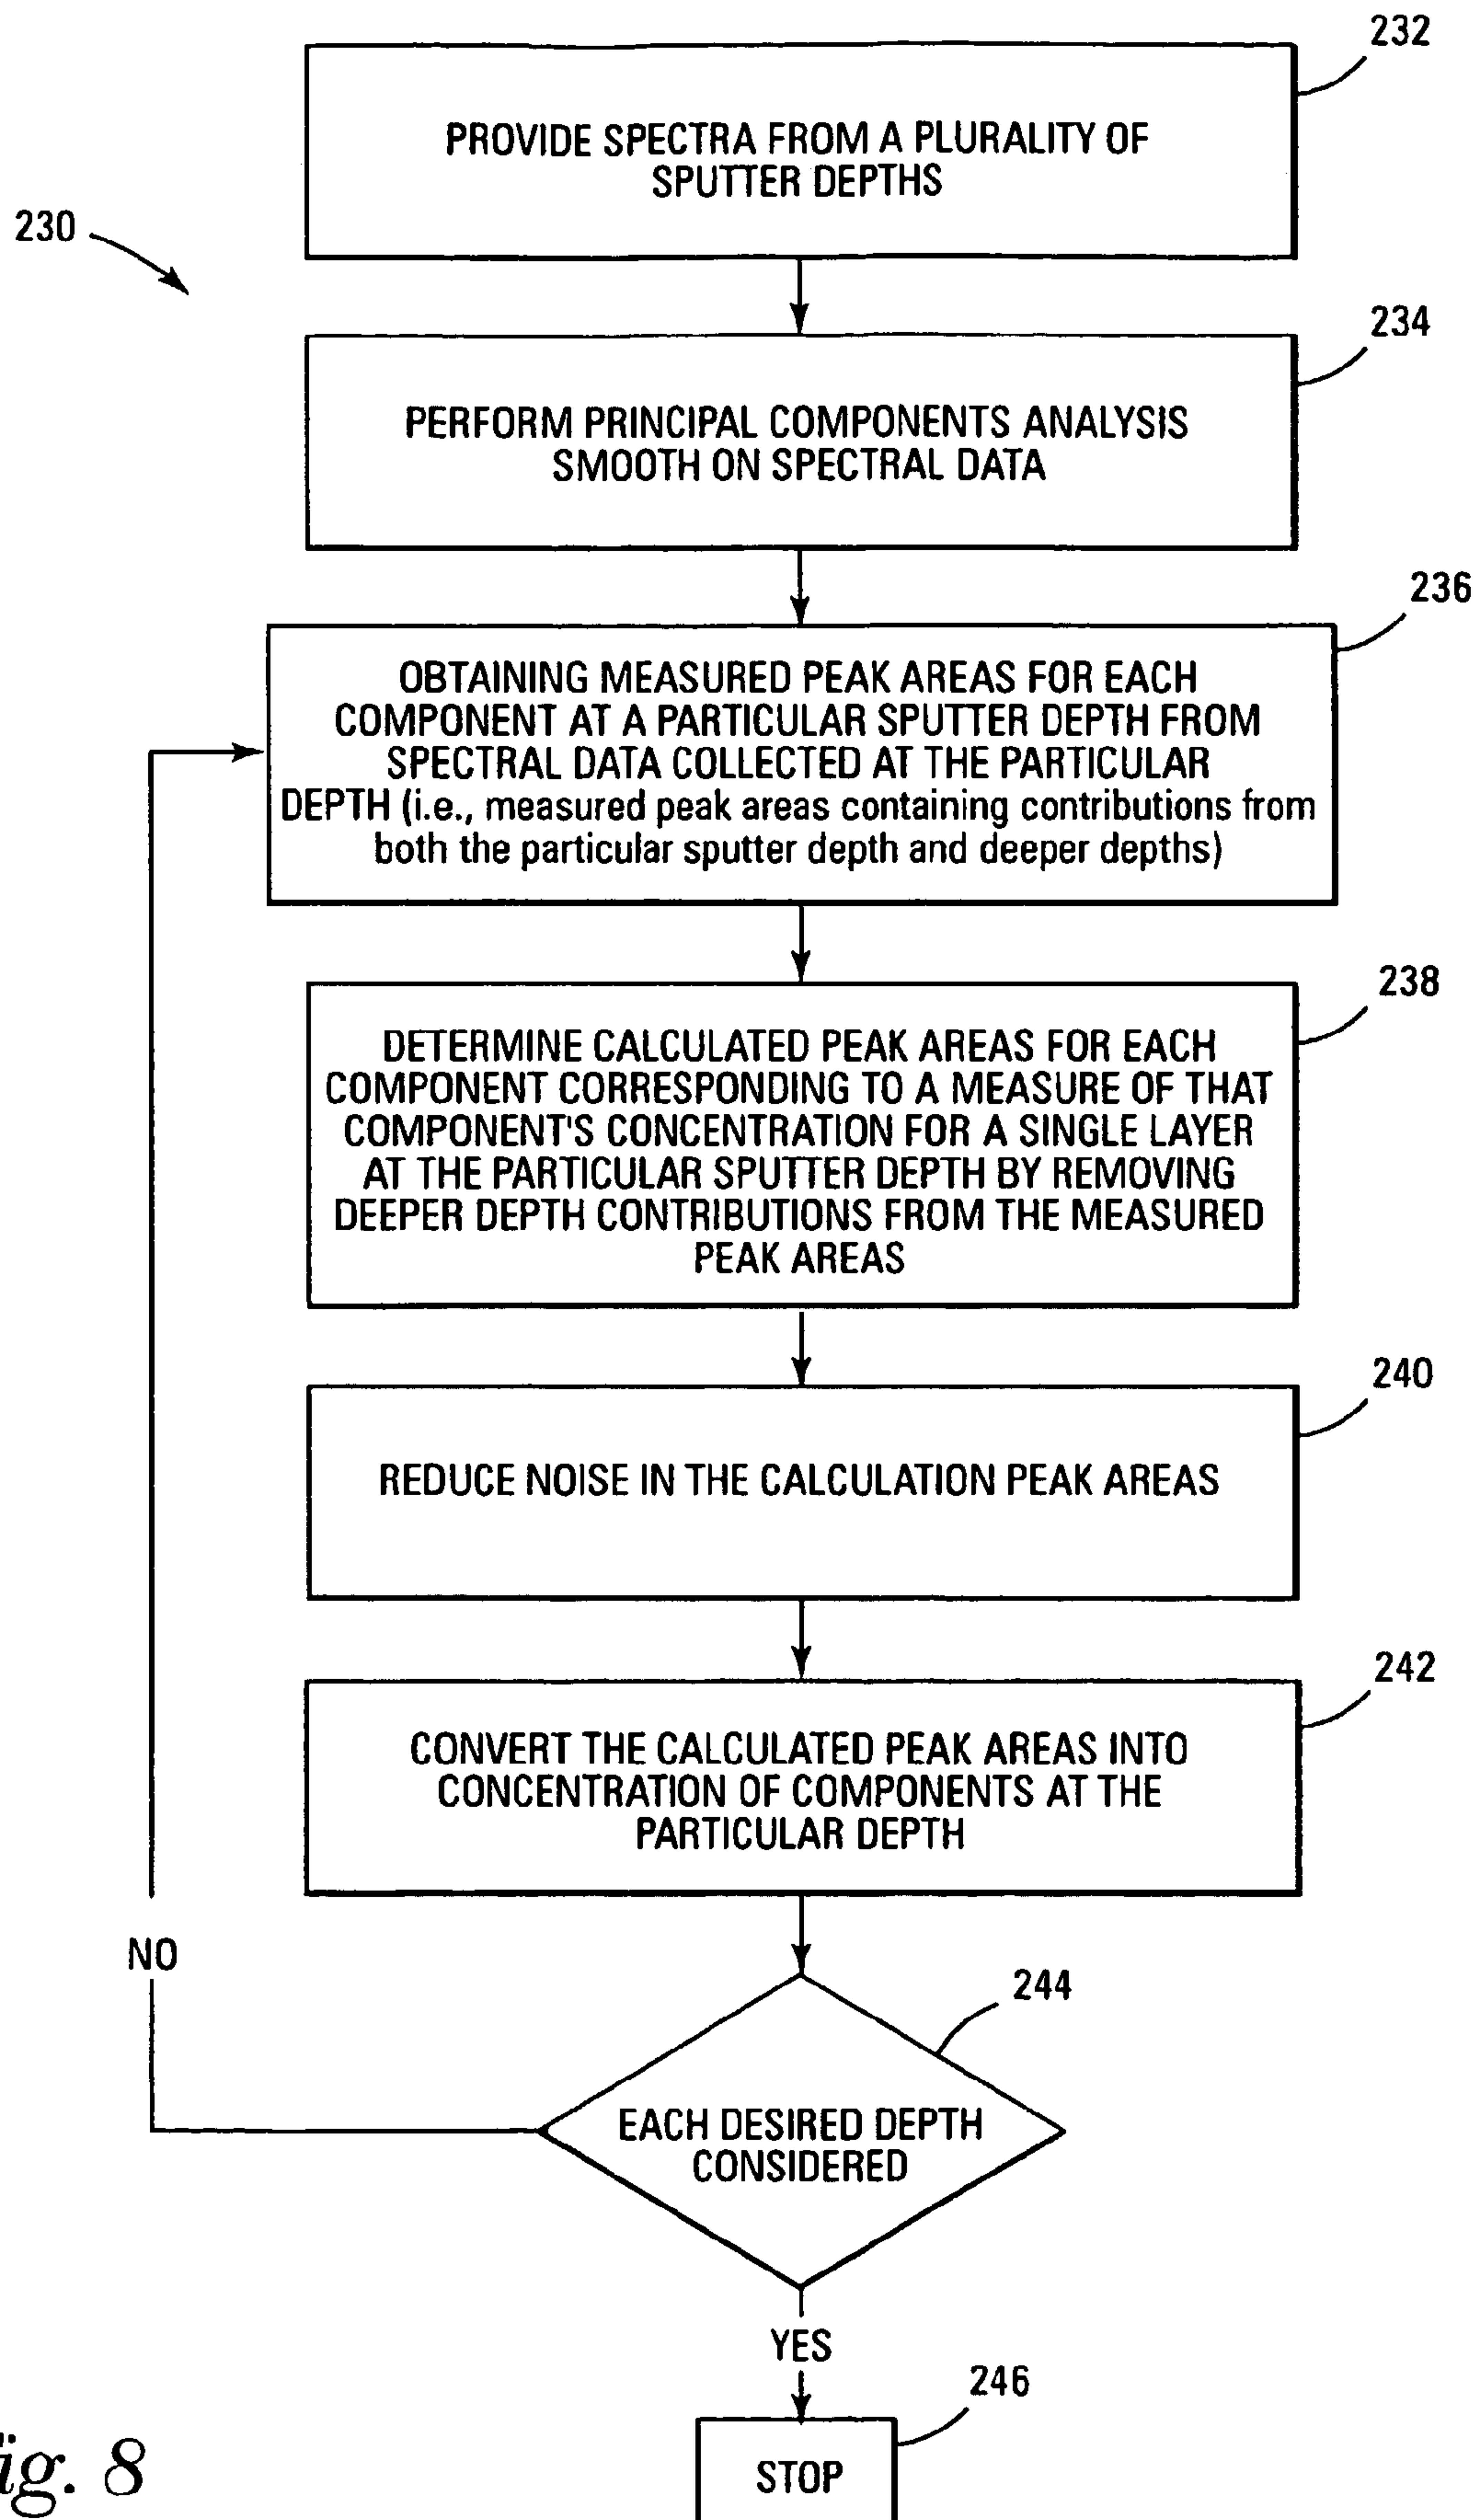 232
PROVIDE SPECTRA FROM A PLURALITY OF
SPUTTER DEPTHS
230
234
PERFORM PRINCIPAL COMPONENTS ANALYSIS
SMOOTH ON SPECTRAL DATA
236
OBTAINING MEASURED PEAK AREAS FOR EACH
COMPONENT AT A PARTICULAR SPUTTER DEPTH FROM
SPECTRAL DATA COLLECTED AT THE PARTICULAR
DEPTH (i.e., measured peak areas containing contributions from
both the particular sputter depth and deeper depths)
238
DETERMINE CALCULATED PEAK AREAS FOR EACH
COMPONENT CORRESPONDING TO A MEASURE OF THAT
COMPONENT'S CONCENTRATION FOR A SINGLE LAYER
AT THE PARTICULAR SPUTTER DEPTH BY REMOVING
DEEPER DEPTH CONTRIBUTIONS FROM THE MEASURED
PEAK AREAS
240
REDUCE NOISE IN THE CALCULATION PEAK AREAS
242
CONVERT THE CALCULATED PEAK AREAS INTO
CONCENTRATION OF COMPONENTS AT THE
PARTICULAR DEPTH
NO
244
EACH DESIRED DEPTH
CONSIDERED
YES
246
STOP
ig. 8